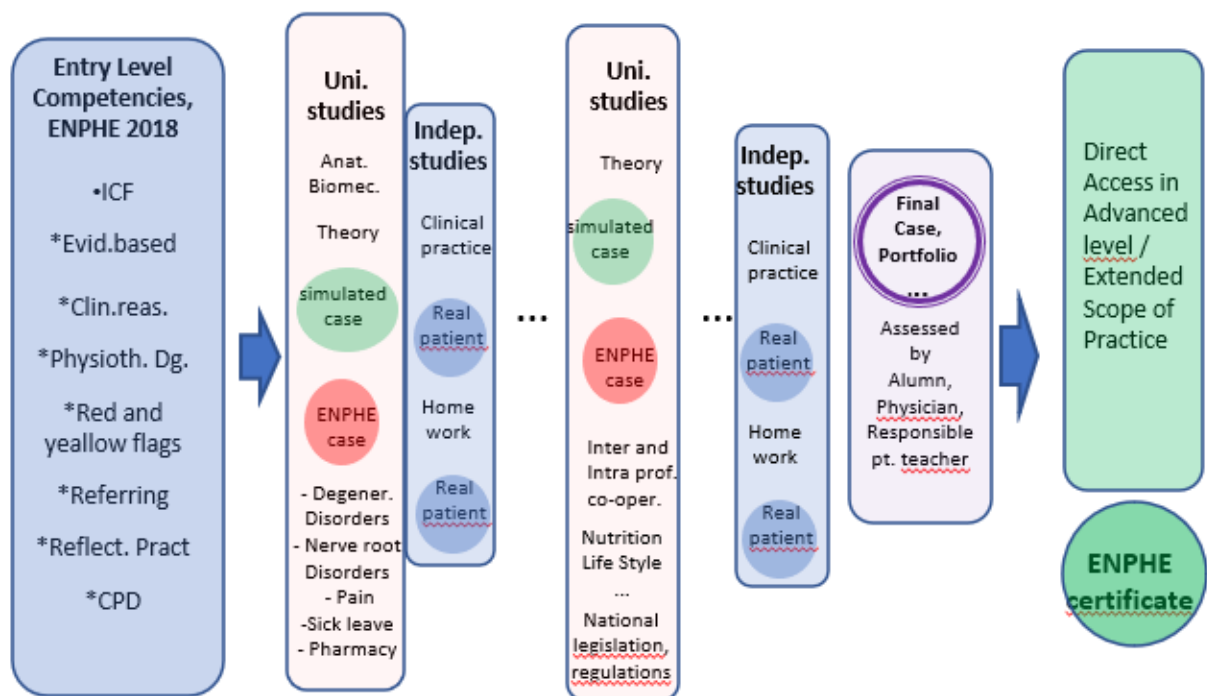 Entry Level
Competencies,
ENPHE 2018
•ICF
*Evid.based
*Clin.reas.
*Physioth. Dg.
*Red and
yeallow flags
*Referring
*Reflect. Pract
*CPD
Uni.
studies
Anat.
Biomec.
Theory
simulated
case
ENPHE
case
- Degener.
Disorders
- Nerve root
Disorders
- Pain
-Sick leave
- Pharmacy
Indep.
studies
Clinical
practice
Real
patient
Home
work
Real
patient
...
Uni.
studies
Theory
simulated
case
ENPHE
case
Inter and
Intra prof.
co-oper.
Nutrition
Life Style
...
National
legislation,
regulations
...
Indep.
studies
Clinical
practice
Real
patient
Home
work
Real
patient
Final
Case,
Portfolio
...
Assessed
by
Alumn,
Physician,
Responsible
pt. teacher
Direct
Access in
Advanced
level /
Extended
Scope of
Practice
ENPHE
certificate